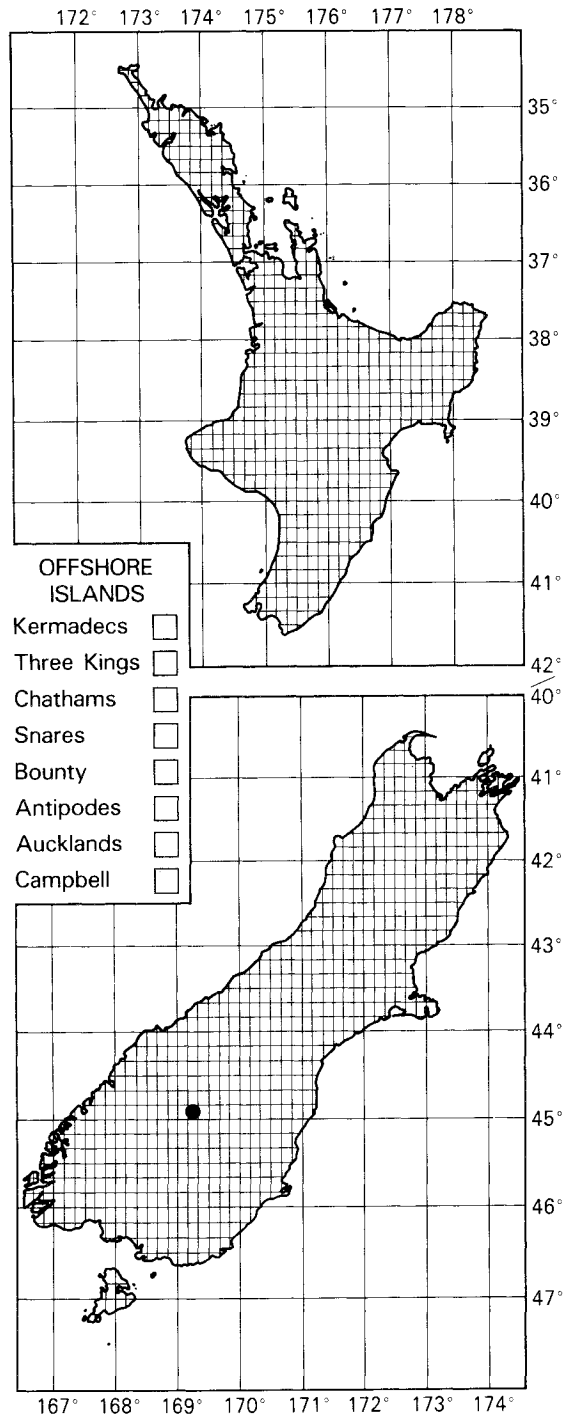 172° 173° 174° 175° 176° 177° 178°
35°
36°
37°
38°
39°
40°
41°
42°
OFFSHORE
ISLANDS
Kermadecs
Three Kings
Chathams
Snares
Bounty
Antipodes
Aucklands
Campbell
40°
41°
42°
43°
44°
45°
46°
47°
167° 168° 169° 170° 171° 172° 173° 174°